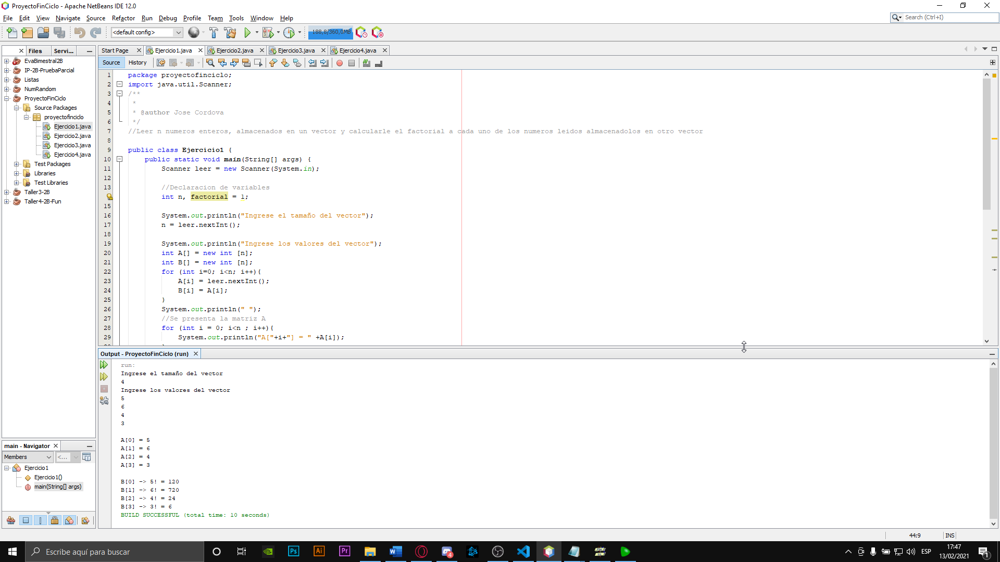 ProyectoFinCiclo - Apache NetBeans IDE 12.0
File Edit View Navigate Source Refactor Run Debug Profile Team Tools Window Help
Search (Ctrl+I)
<default config>
188,8/360,0MB
Files Servi...
Start Page Ejercicio1.java Ejercicio2.java Ejercicio3.java Ejercicio4.java
Source History
EvaBimestral2B
IP-2B-PruebaParcial
Listas
NumRandom
ProyectoFinCiclo
Source Packages
proyectofinciclo
Ejercicio1.java
Ejercicio2.java
Ejercicio3.java
Ejercicio4.java
Test Packages
Libraries
Test Libraries
Taller3-2B
Taller4-2B-Fun
1 package proyectofinciclo;
2 import java.util.Scanner;
3 /**
4 *
5 * @author Jose Cordova
6 */
7 //Leer n numeros enteros, almacenados en un vector y calcularle el factorial a cada uno de los numeros leidos almacenadolos en otro vector
8
9 public class Ejercicio1 {
10 public static void main(String[] args) {
11 Scanner leer = new Scanner(System.in);
12
13 //Declaracion de variables
int n, factorial = 1;
15
16 System.out.println("Ingrese el tamaño del vector");
17 n = leer.nextInt();
18
19 System.out.println("Ingrese los valores del vector");
20 int A[] = new int [n];
21 int B[] = new int [n];
22 for (int i=0; i<n; i++){
23 A[i] = leer.nextInt();
24 B[i] = A[i];
25 }
26 System.out.println(" ");
27 //Se presenta la matriz A
28 for (int i = 0; i<n ; i++){
29 System.out.println("A["+i+"] = " +A[i]);
Output - ProyectoFinCiclo (run)
run:
Ingrese el tamaño del vector
4
Ingrese los valores del vector
5
6
4
3
A[0] = 5
A[1] = 6
A[2] = 4
A[3] = 3
B[0] -> 5! = 120
B[1] -> 6! = 720
B[2] -> 4! = 24
B[3] -> 3! = 6
BUILD SUCCESSFUL (total time: 10 seconds)
main - Navigator
Members <...
Ejercicio1
Ejercicio1()
main(String[] args)
44:9 INS
Escribe aquí para buscar
Ps Ai Pr W 4
ESP
17:47
13/02/2021
1